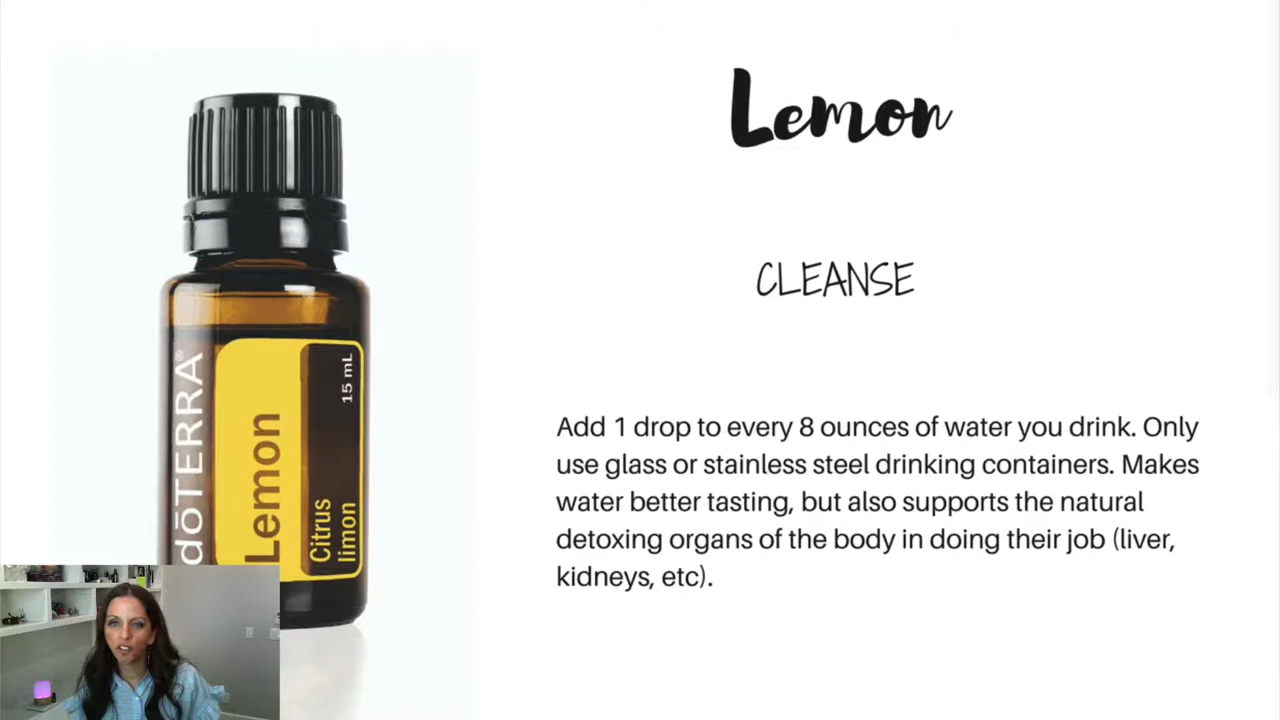 Lemon
CLEANSE
Add 1 drop to every 8 ounces of water you drink. Only
use glass or stainless steel drinking containers. Makes
water better tasting, but also supports the natural
detoxing organs of the body in doing their job (liver,
kidneys, etc).
dōTERRA®
Lemon
Citrus
limon
15 mL